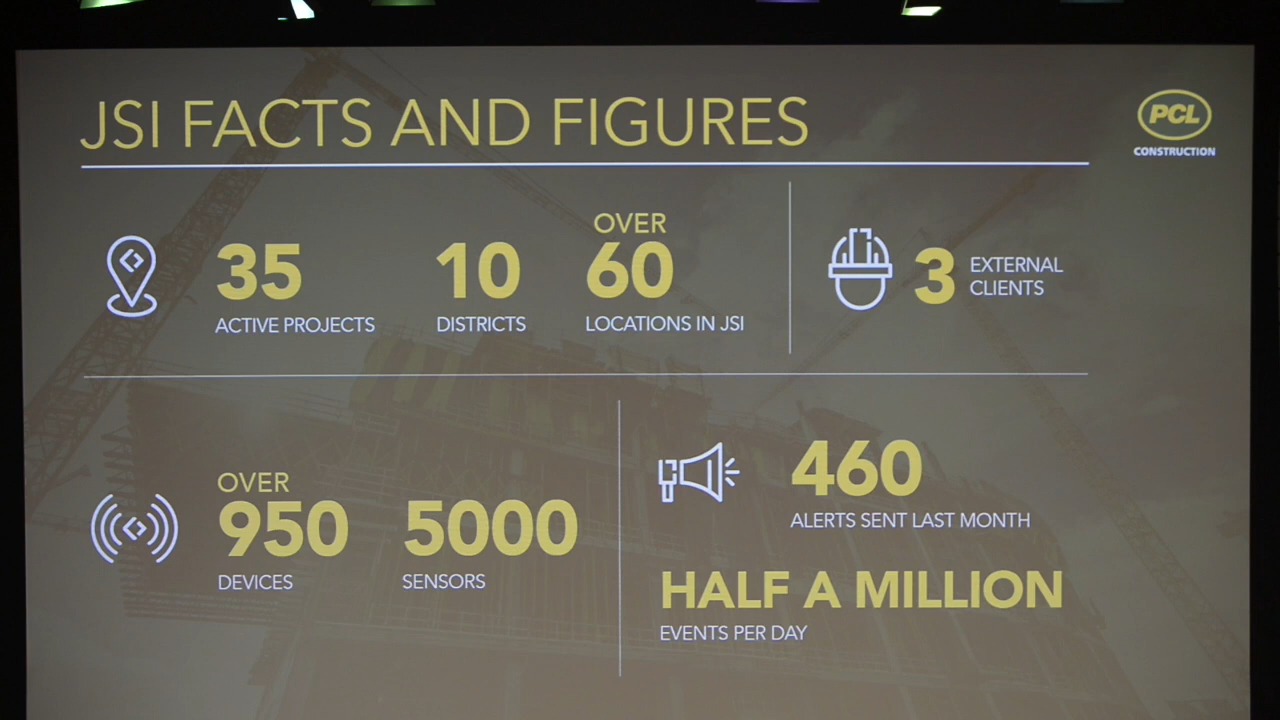 JSI FACTS AND FIGURES
PCL
CONSTRUCTION
35
ACTIVE PROJECTS
10
DISTRICTS
OVER
60
LOCATIONS IN JSI
3
EXTERNAL
CLIENTS
OVER
950
DEVICES
5000
SENSORS
460
ALERTS SENT LAST MONTH
HALF A MILLION
EVENTS PER DAY